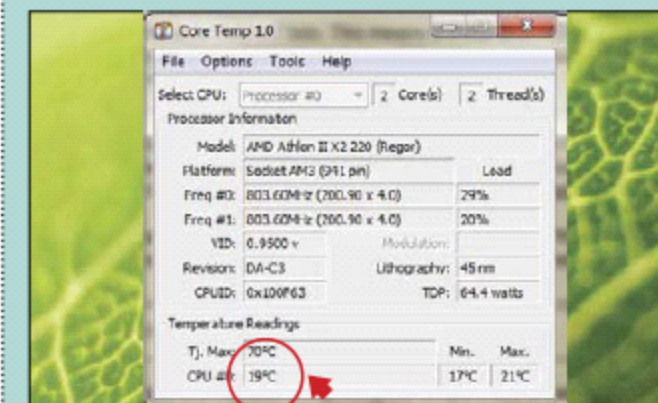 Core Temp 1.0
File Options Tools Help
Select CPU: Processor #0 2 Core(s) 2 Thread(s)
Processor Information
Model: AMD Athlon II X2 220 (Regor)
Platform: Socket AM3 (941 pin) Load
Freq #0: 803.60MHz (200.90 x 4.0) 29%
Freq #1: 803.60MHz (200.90 x 4.0) 20%
VID: 0.9500 v Modulation:
Revision: DA-C3 Lithography: 45 nm
CPUID: 0x100F63 TDP: 64.4 watts
Temperature Readings
Tj. Max: 70°C Min. Max.
CPU #0: 19°C 17°C 21°C